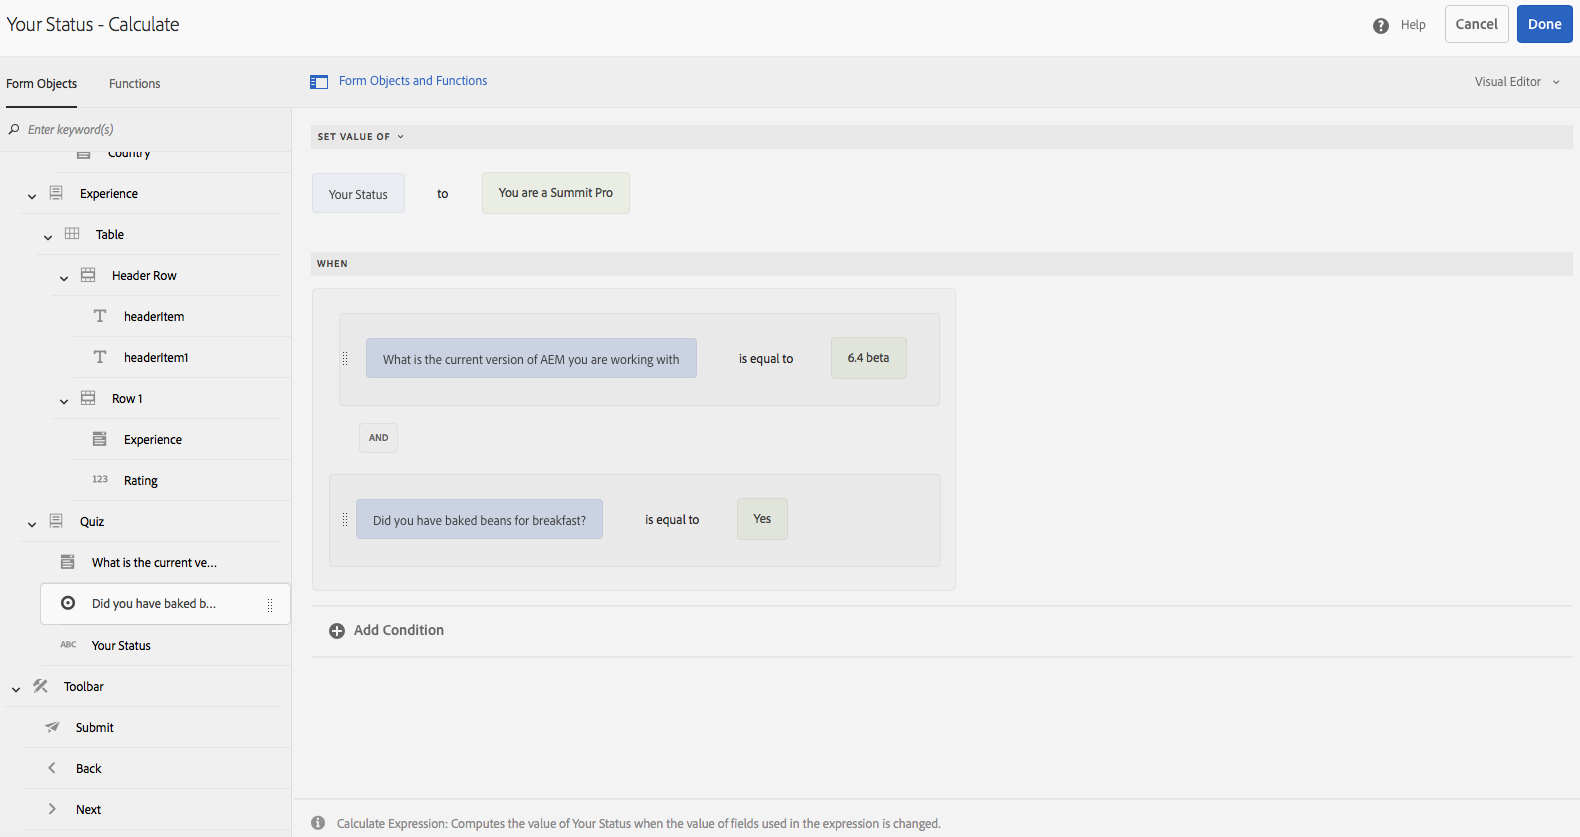 Your Status - Calculate
Help
Cancel
Done
Form Objects
Functions
Form Objects and Functions
Visual Editor
Enter keyword(s)
Country
Experience
Table
Header Row
headerItem
headerItem1
Row 1
Experience
123 Rating
Quiz
What is the current ve...
Did you have baked b...
ABC Your Status
Toolbar
Submit
Back
Next
SET VALUE OF
Your Status to You are a Summit Pro
WHEN
What is the current version of AEM you are working with is equal to 6.4 beta
AND
Did you have baked beans for breakfast? is equal to Yes
Add Condition
Calculate Expression: Computes the value of Your Status when the value of fields used in the expression is changed.